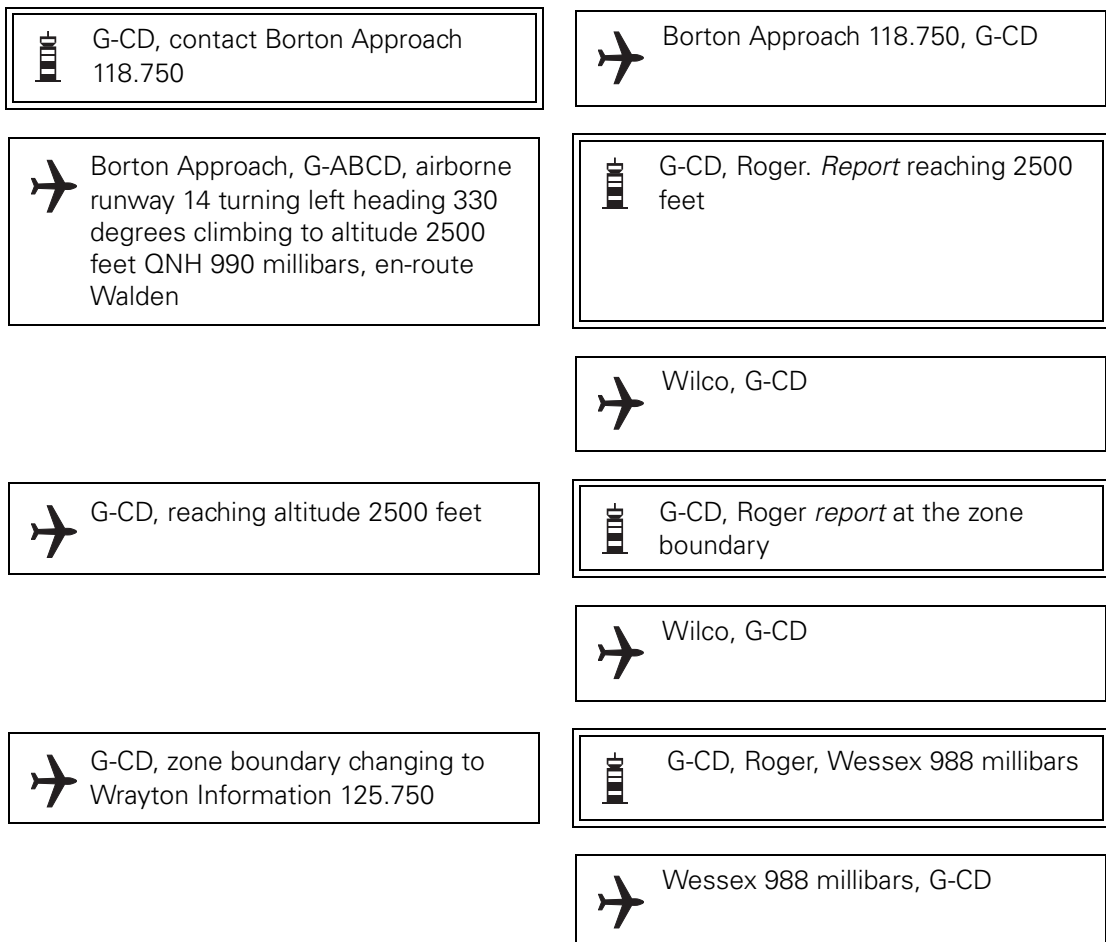 G-CD, contact Borton Approach
118.750
Borton Approach 118.750, G-CD
Borton Approach, G-ABCD, airborne
runway 14 turning left heading 330
degrees climbing to altitude 2500
feet QNH 990 millibars, en-route
Walden
G-CD, Roger. Report reaching 2500
feet
Wilco, G-CD
G-CD, reaching altitude 2500 feet
G-CD, Roger report at the zone
boundary
Wilco, G-CD
G-CD, zone boundary changing to
Wrayton Information 125.750
G-CD, Roger, Wessex 988 millibars
Wessex 988 millibars, G-CD